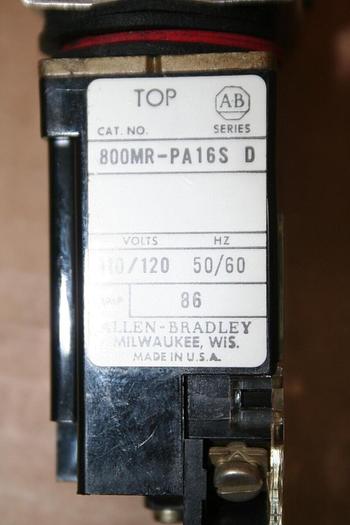 TOP A-B
CAT. NO. SERIES
800MR-PA16S D
VOLTS HZ
110/120 50/60
86
ALLEN-BRADLEY
MILWAUKEE, WIS.
MADE IN U.S.A.